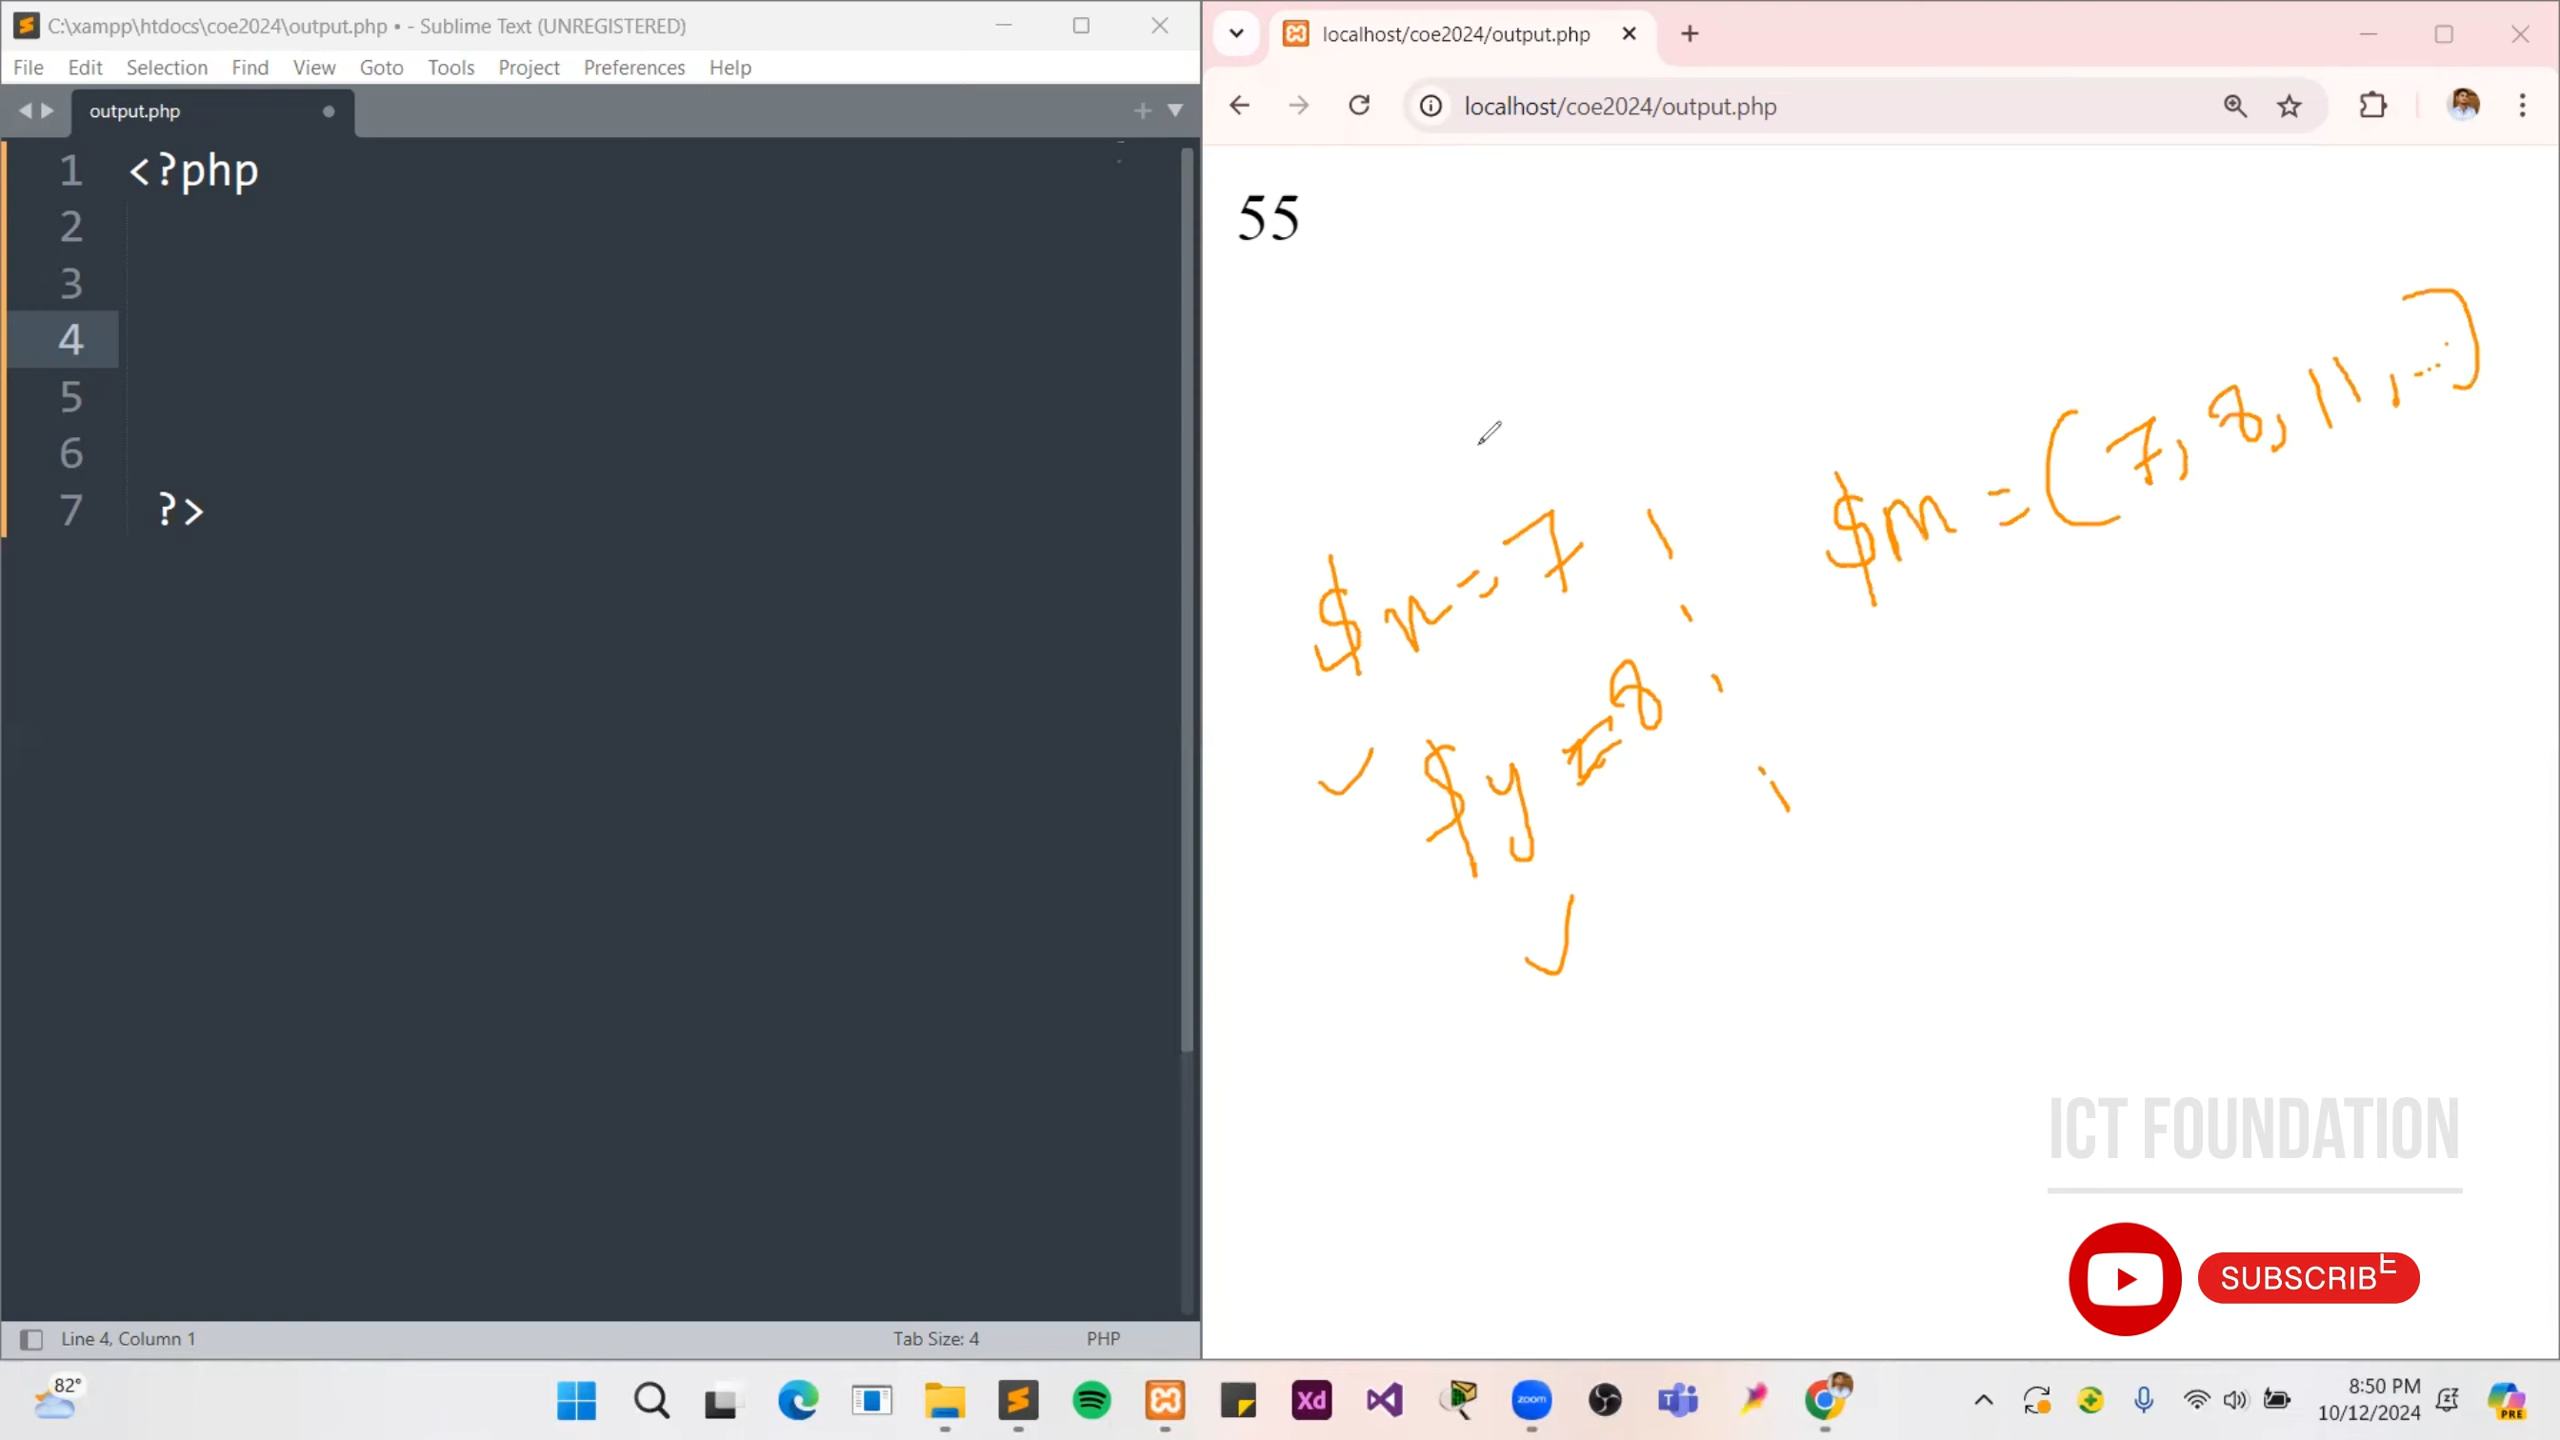 C:\xampp\htdocs\coe2024\output.php • - Sublime Text (UNREGISTERED)
File Edit Selection Find View Goto Tools Project Preferences Help
output.php
1 <?php
2
3
4
5
6
7 ?>
Line 4, Column 1 Tab Size: 4 PHP
localhost/coe2024/output.php
localhost/coe2024/output.php
55
$m = (7, 8, 11, ...)
$n = 7
$y = 8
ICT FOUNDATION
SUBSCRIBE
82°
Xd
zoom
8:50 PM
10/12/2024
PRE